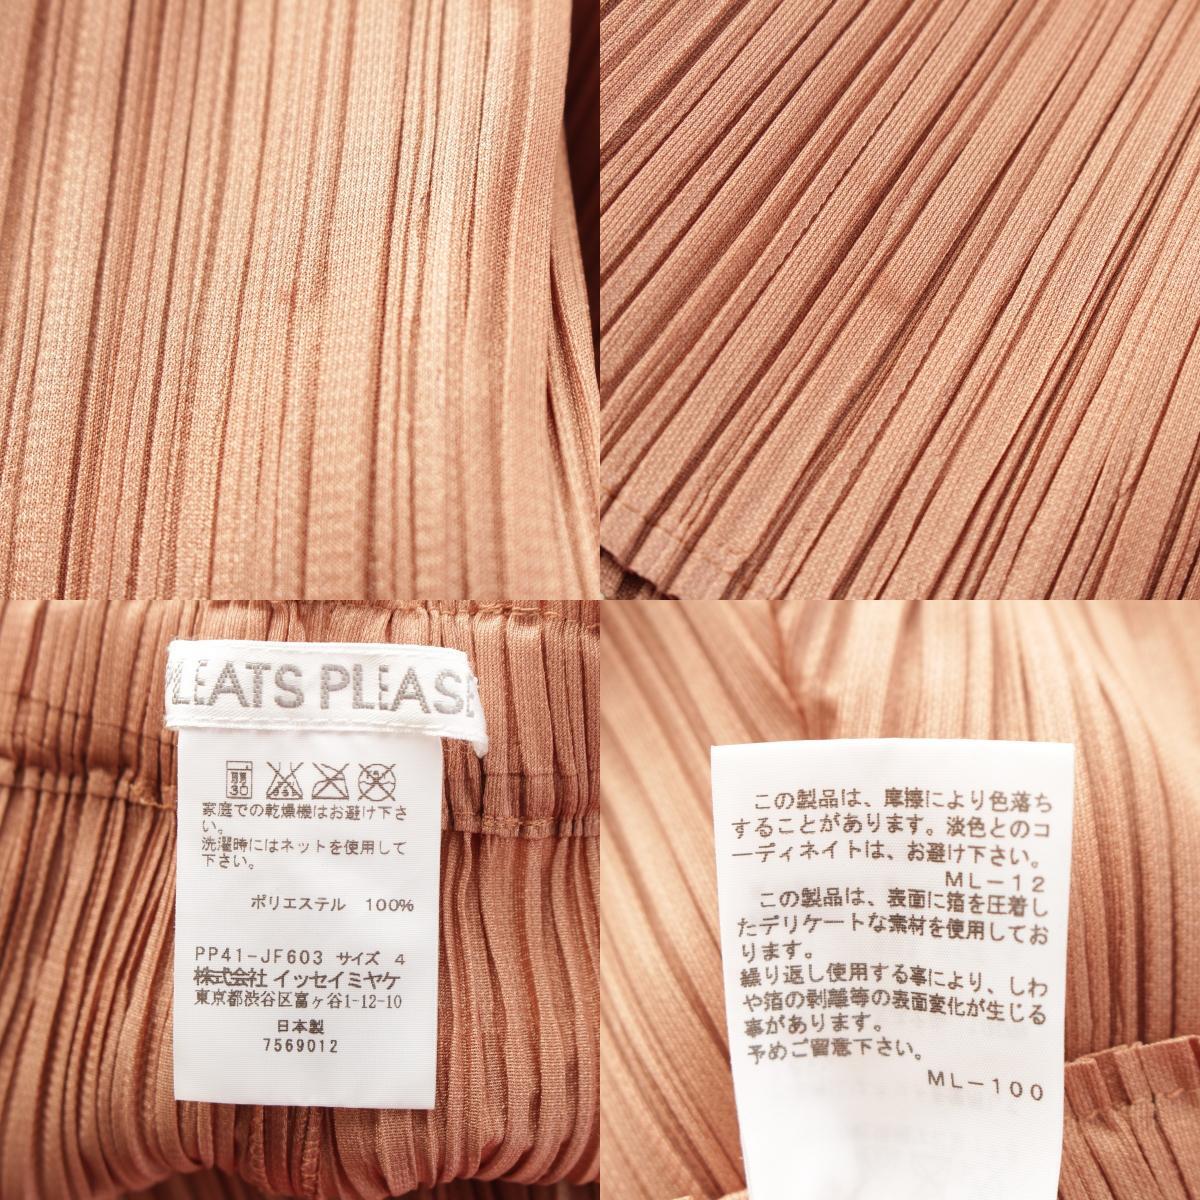 PLEATS PLEASE
30
家庭での乾燥機はお避け下さ
い。
洗濯時にはネットを使用して
下さい。
ポリエステル 100%
PP41-JF603 サイズ 4
株式会社 イッセイミヤケ
東京都渋谷区富ヶ谷1-12-10
日本製
7569012
この製品は、摩擦により色落ち
することがあります。淡色とのコ
ーディネイトは、お避け下さい。
ML-12
この製品は、表面に箔を圧着し
たデリケートな素材を使用してお
ります。
繰り返し使用する事により、しわ
や箔の剥離等の表面変化が生じる
事があります。
予めご留意下さい。
ML-100